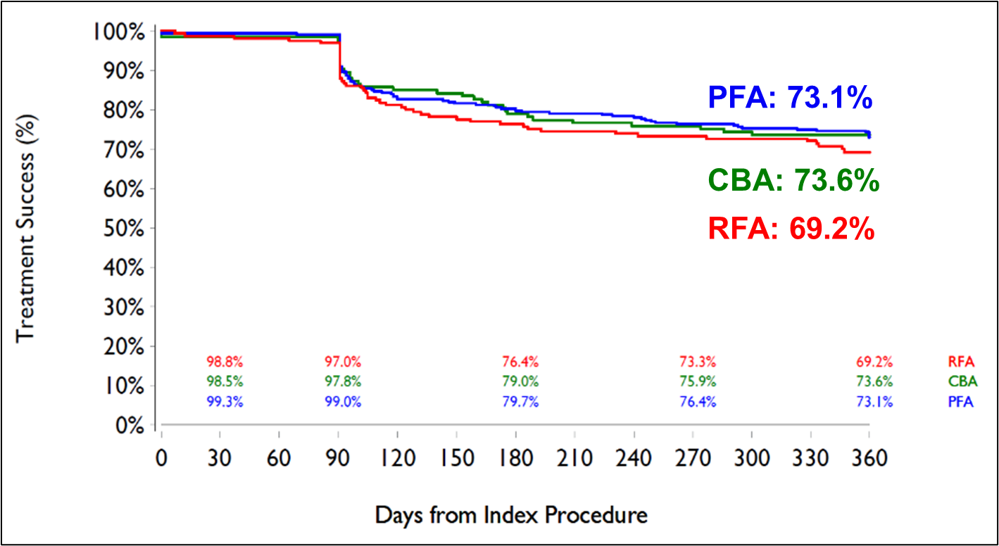 100%
90%
80%
70%
60%
50%
40%
30%
20%
10%
0%
Treatment Success (%)
PFA: 73.1%
CBA: 73.6%
RFA: 69.2%
98.8% 97.0% 76.4% 73.3% 69.2% RFA
98.5% 97.8% 79.0% 75.9% 73.6% CBA
99.3% 99.0% 79.7% 76.4% 73.1% PFA
0 30 60 90 120 150 180 210 240 270 300 330 360
Days from Index Procedure